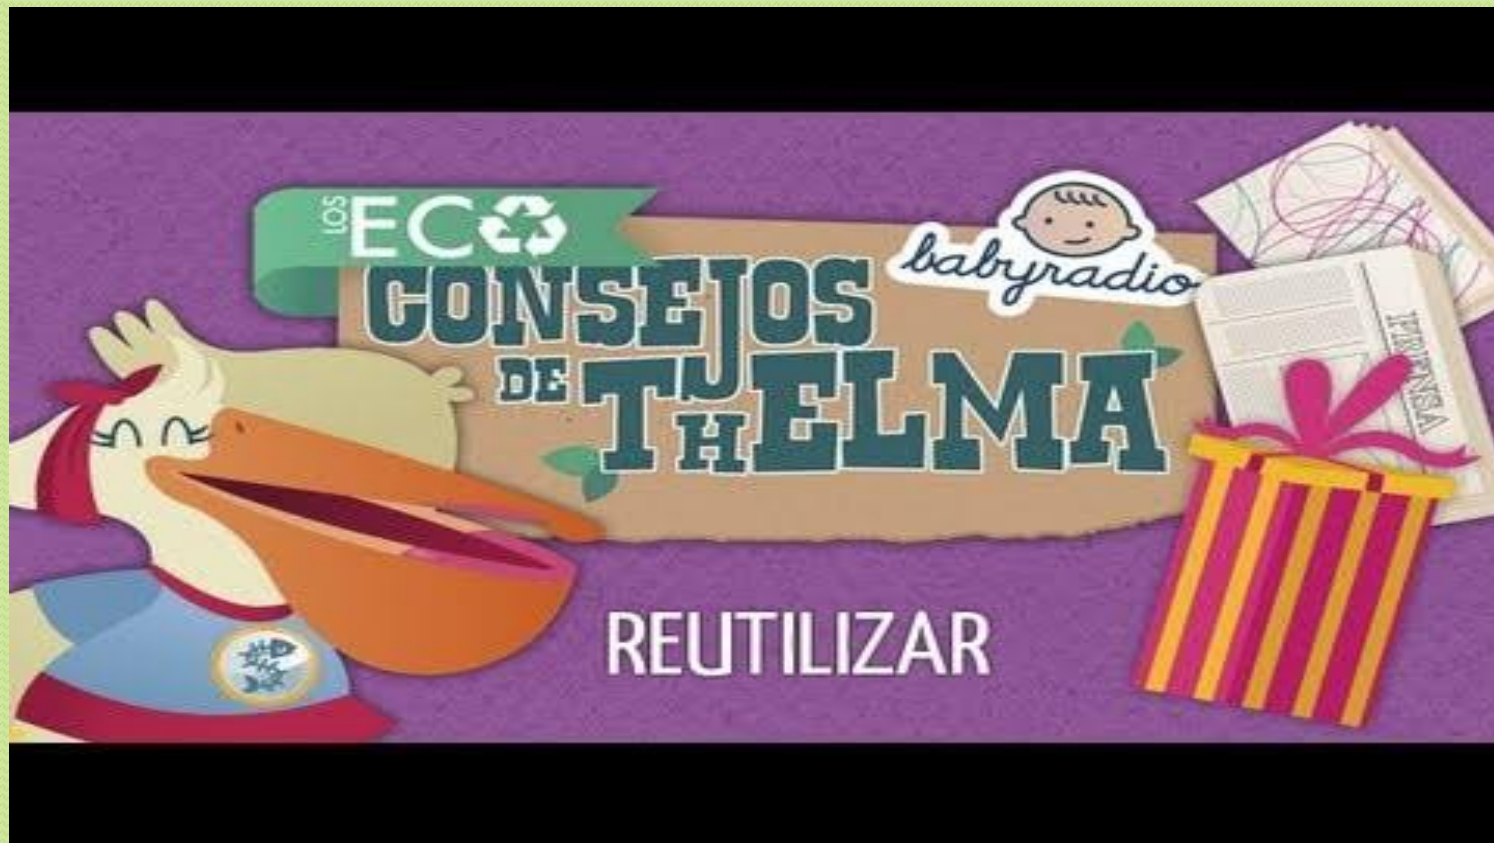 LOS ECO
CONSEJOS
DE THELMA
babyradio
PRENSA
REUTILIZAR